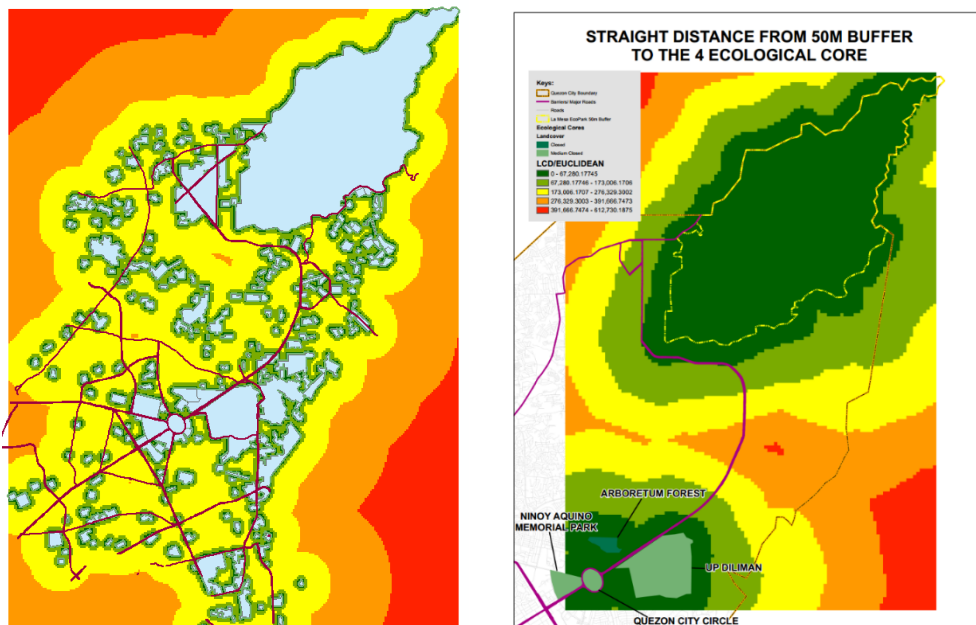 STRAIGHT DISTANCE FROM 50M BUFFER
TO THE 4 ECOLOGICAL CORE
Keys:
Quezon City Boundary
Banteral Major Roads
Roads
La Mesa EcoPark 50m Buffer
Ecological Cores
Landcover
Closed
Medium Closed
LCD/EUCLIDEAN
0 - 67,280.17745
67,280.17746 - 173,006.1706
173,006.1707 - 276,329.3002
276,329.3003 - 391,666.7473
391,666.7474 - 612,730.1875
ARBORETUM FOREST
NINOY AQUINO
MEMORIAL PARK
UP DILIMAN
QUEZON CITY CIRCLE